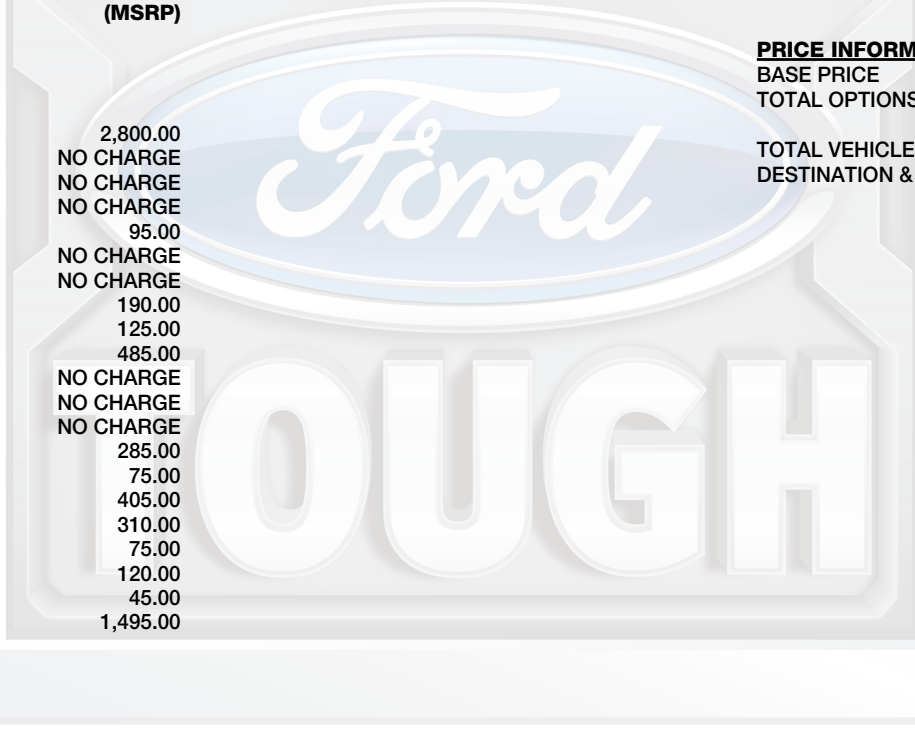 (MSRP)
2,800.00
NO CHARGE
NO CHARGE
NO CHARGE
95.00
NO CHARGE
NO CHARGE
190.00
125.00
485.00
NO CHARGE
NO CHARGE
NO CHARGE
285.00
75.00
405.00
310.00
75.00
120.00
45.00
1,495.00
PRICE INFORM
BASE PRICE
TOTAL OPTIONS
TOTAL VEHICLE
DESTINATION &
Ford
TOUGH